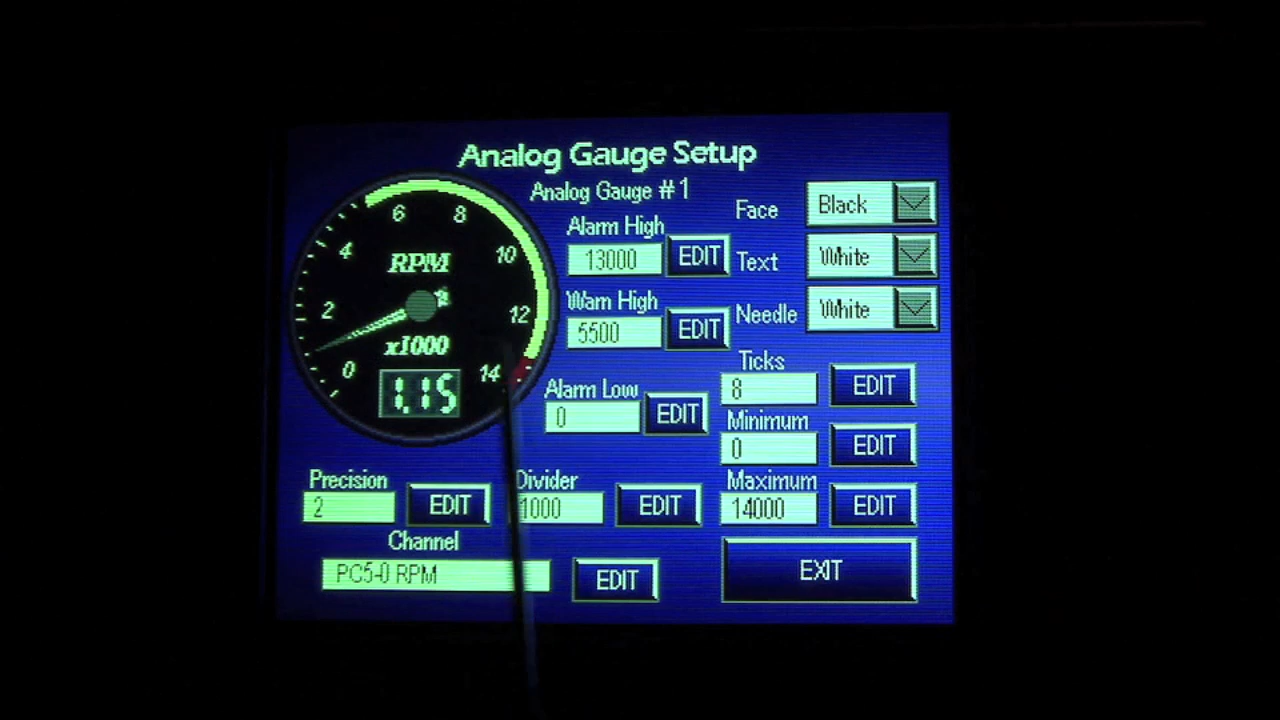 Analog Gauge Setup
Analog Gauge #1
Face
Black
Alarm High
13000
EDIT
Text
White
Warn High
5500
EDIT
Needle
White
6
8
4
10
RPM
2
12
x1000
0
14
1.15
Ticks
8
EDIT
Alarm Low
0
EDIT
Minimum
0
EDIT
Precision
2
EDIT
Divider
1000
EDIT
Maximum
14000
EDIT
Channel
PC5-0 RPM
EDIT
EXIT